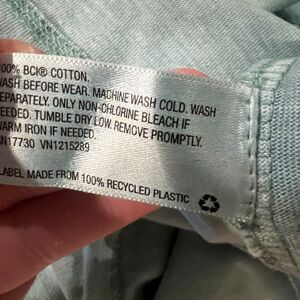 100% BCI® COTTON.
WASH BEFORE WEAR. MACHINE WASH COLD. WASH
SEPARATELY. ONLY NON-CHLORINE BLEACH IF
NEEDED. TUMBLE DRY LOW. REMOVE PROMPTLY.
WARM IRON IF NEEDED.
VN17730 VN1215289
LABEL MADE FROM 100% RECYCLED PLASTIC